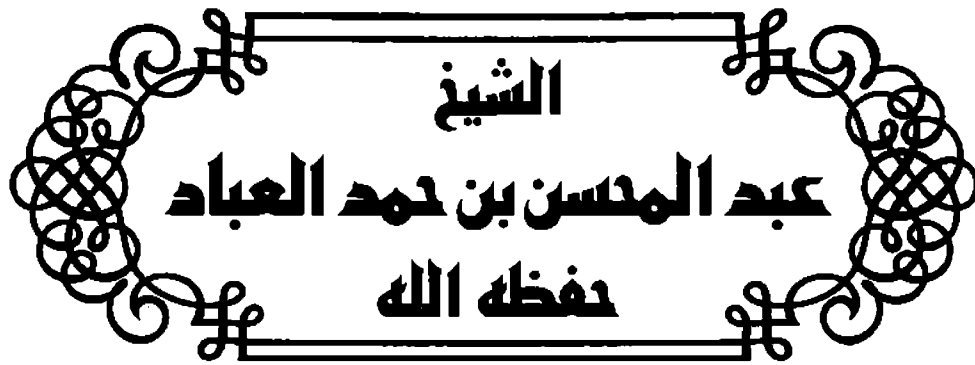 الشيخ
عبد المحسن بن حمد العباد
حفظه الله